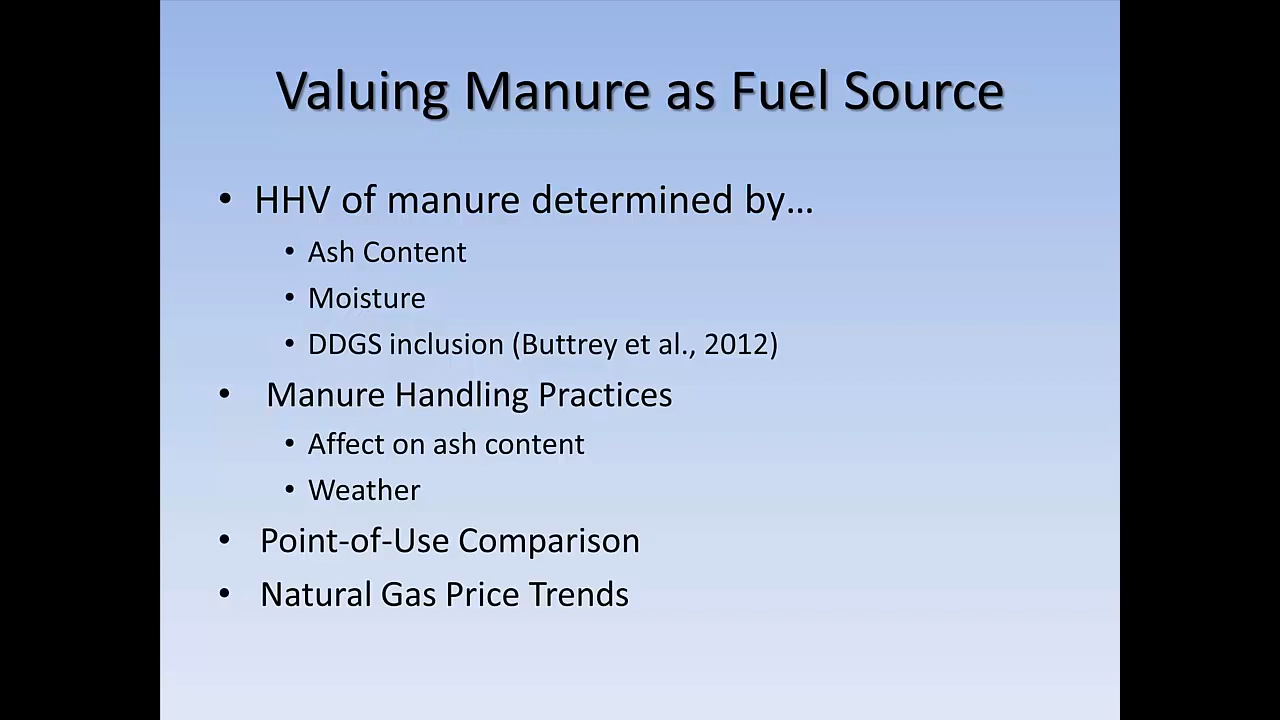 Valuing Manure as Fuel Source
• HHV of manure determined by…
• Ash Content
• Moisture
• DDGS inclusion (Buttrey et al., 2012)
• Manure Handling Practices
• Affect on ash content
• Weather
• Point-of-Use Comparison
• Natural Gas Price Trends